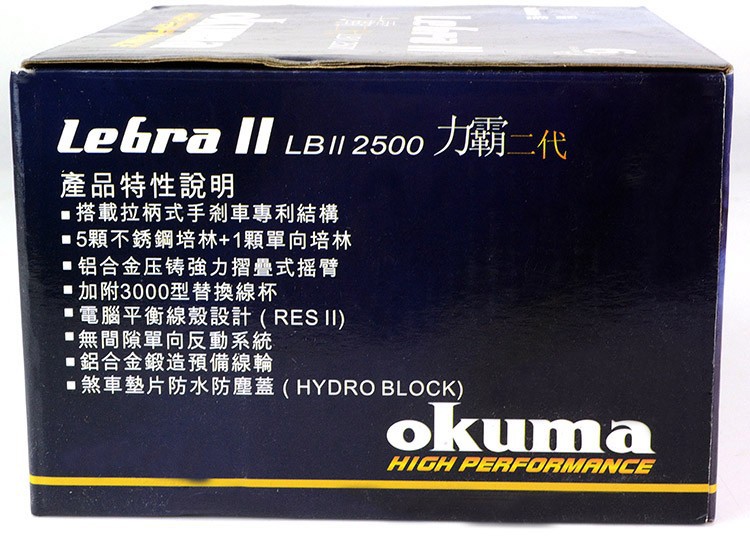 Lebra II
Lebra II LB II 2500 力霸二代
產品特性說明
▪搭載拉柄式手剎車專利結構
▪5顆不銹鋼培林+1顆單向培林
▪铝合金压铸強力摺疊式摇臂
▪加附3000型替換線杯
▪電腦平衡線殼設計 ( RES II)
▪無間隙單向反動系統
▪鋁合金鍛造預備線輪
▪煞車墊片防水防塵蓋 ( HYDRO BLOCK)
okuma
HIGH PERFORMANCE